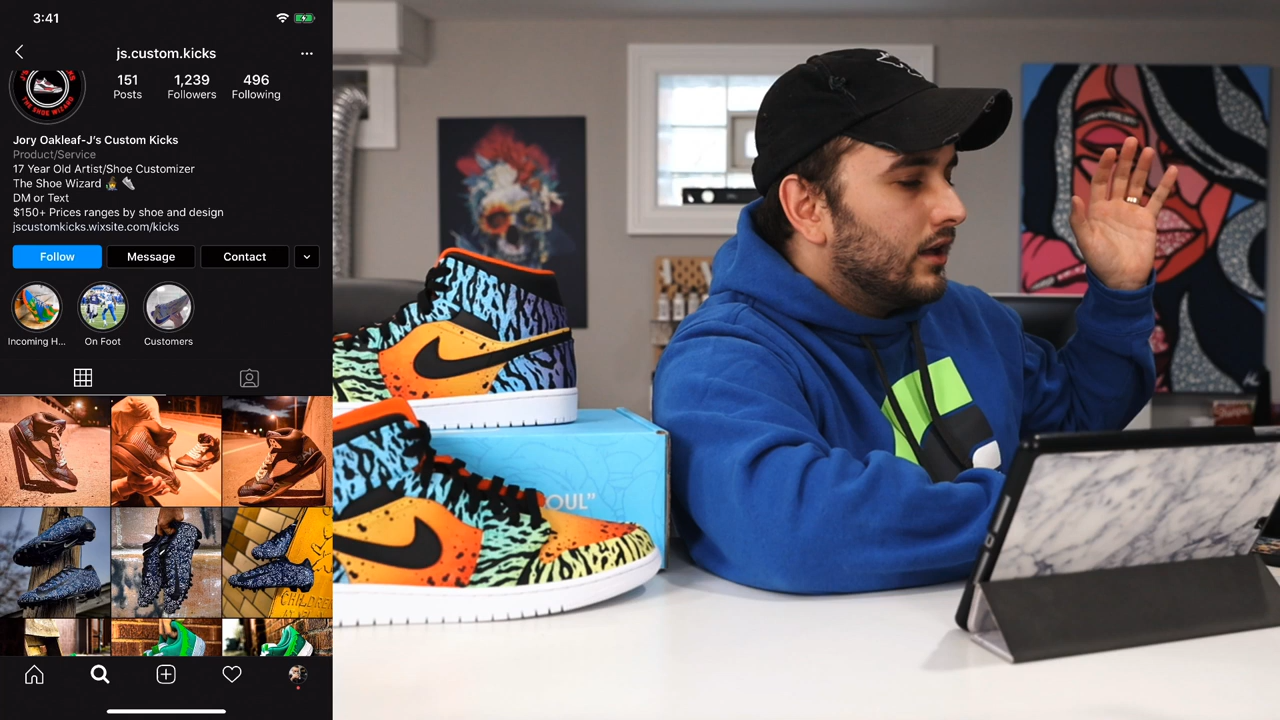 3:41
js.custom.kicks
151
1,239
496
Posts
Followers
Following
THE SHOE WIZARD
Jory Oakleaf-J's Custom Kicks
Product/Service
17 Year Old Artist/Shoe Customizer
The Shoe Wizard
DM or Text
$150+ Prices ranges by shoe and design
jscustomkicks.wixsite.com/kicks
Follow
Message
Contact
Incoming H...
On Foot
Customers
CHILDREN
OUL"